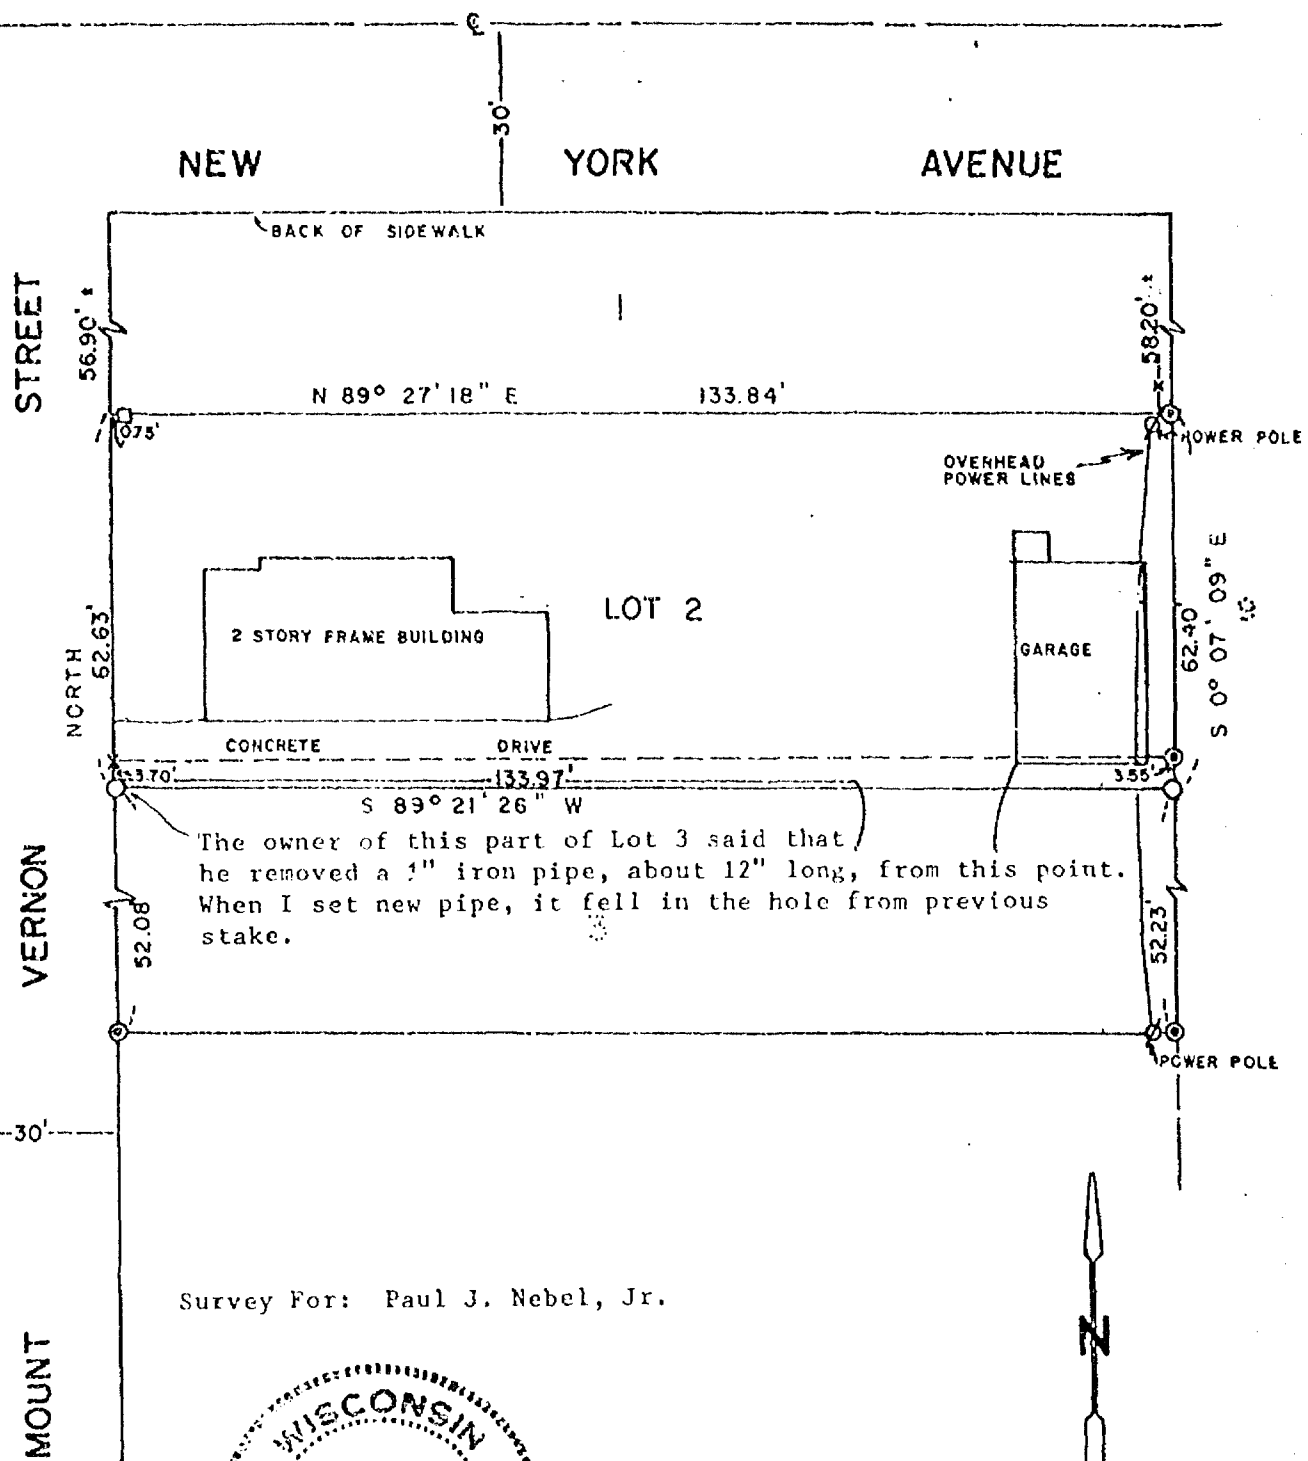 ℄
30'
NEW YORK AVENUE
BACK OF SIDEWALK
STREET
56.90' ±
1
58.20' ±
N 89° 27' 18" E 133.84'
0.75'
POWER POLE
OVERHEAD
POWER LINES
NORTH
62.63'
2 STORY FRAME BUILDING
LOT 2
GARAGE
62.40'
S 0° 07' 09" E
CONCRETE DRIVE
3.70'
133.97'
3.55'
S 89° 21' 26" W
The owner of this part of Lot 3 said that
he removed a 1" iron pipe, about 12" long, from this point.
When I set new pipe, it fell in the hole from previous
stake.
3
VERNON
52.08'
52.23'
POWER POLE
30'
Survey For: Paul J. Nebel, Jr.
MOUNT
N
WISCONSIN